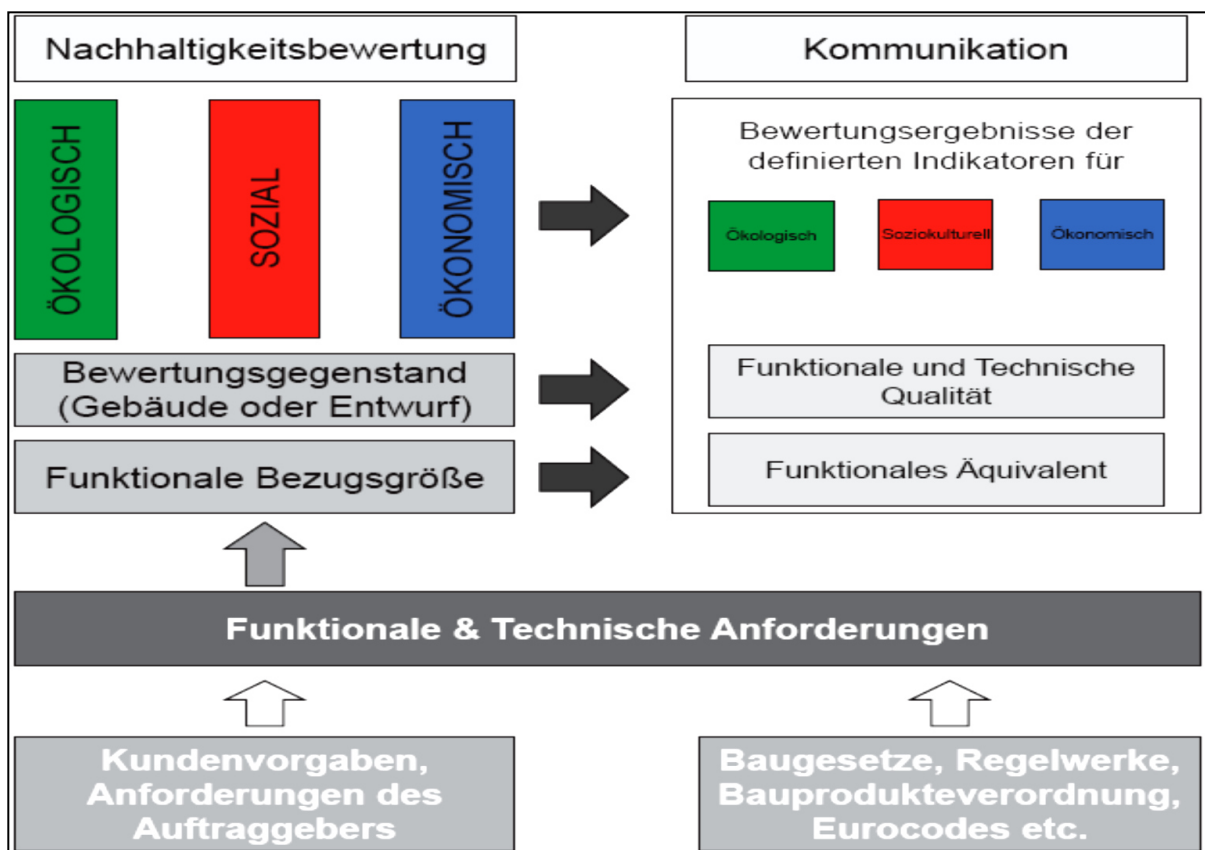 Nachhaltigkeitsbewertung
Kommunikation
ÖKOLOGISCH
SOZIAL
ÖKONOMISCH
Bewertungsergebnisse der
definierten Indikatoren für
Ökologisch
Soziokulturell
Ökonomisch
Bewertungsgegenstand
(Gebäude oder Entwurf)
Funktionale und Technische
Qualität
Funktionale Bezugsgröße
Funktionales Äquivalent
Funktionale & Technische Anforderungen
Kundenvorgaben,
Anforderungen des
Auftraggebers
Baugesetze, Regelwerke,
Bauprodukteverordnung,
Eurocodes etc.